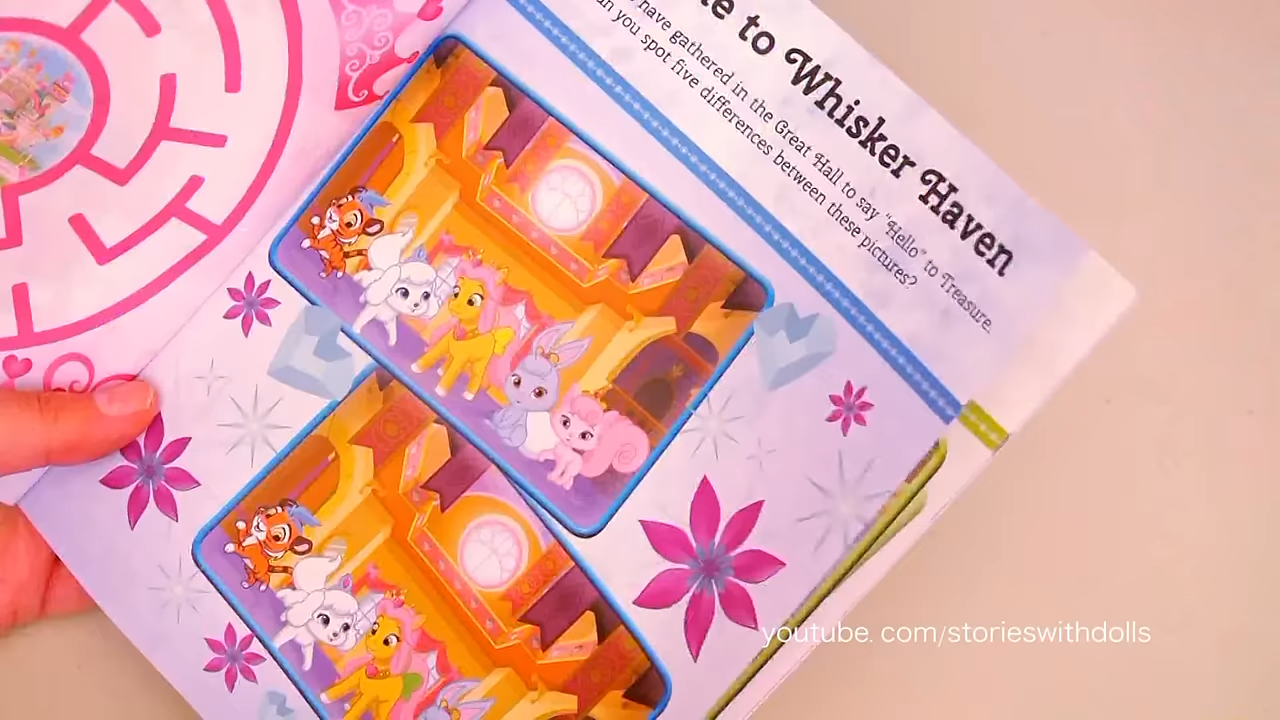 to Whisker Haven
have gathered in the Great Hall to say "Hello" to Treasure.
you spot five differences between these pictures?
youtube. com/storieswithdolls